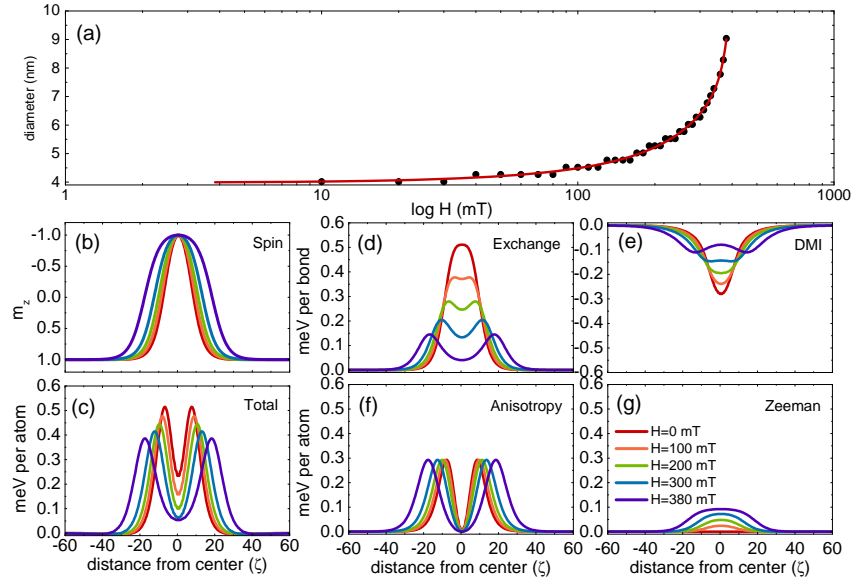 (a)
10
9
8
7
6
5
4
diameter (nm)
1 10 100 1000
log H (mT)
(b)
Spin
-1.0
-0.5
0.0
0.5
1.0
m_z
(d)
Exchange
0.6
0.5
0.4
0.3
0.2
0.1
0.0
meV per bond
(e)
DMI
0.0
-0.1
-0.2
-0.3
-0.4
-0.5
-0.6
(c)
Total
0.6
0.5
0.4
0.3
0.2
0.1
0.0
meV per atom
-60 -40 -20 0 20 40 60
distance from center (ζ)
(f)
Anisotropy
0.6
0.5
0.4
0.3
0.2
0.1
0.0
meV per atom
-60 -40 -20 0 20 40 60
distance from center (ζ)
(g)
Zeeman
H=0 mT
H=100 mT
H=200 mT
H=300 mT
H=380 mT
0.6
0.5
0.4
0.3
0.2
0.1
0.0
-60 -40 -20 0 20 40 60
distance from center (ζ)